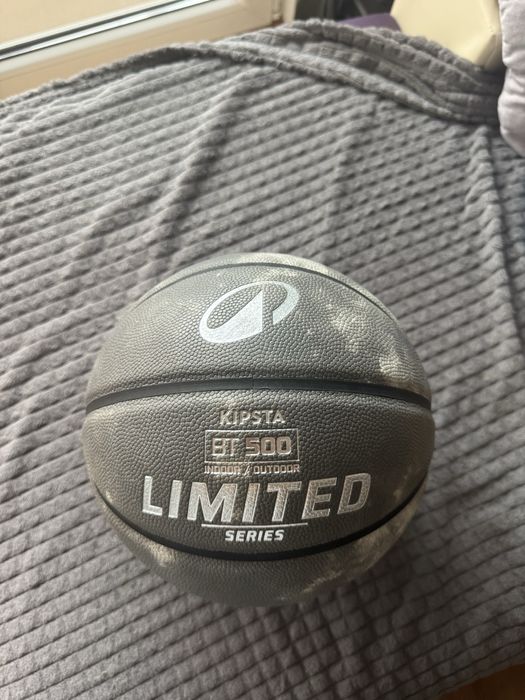 KIPSTA
BT 500
INDOOR / OUTDOOR
LIMITED
SERIES